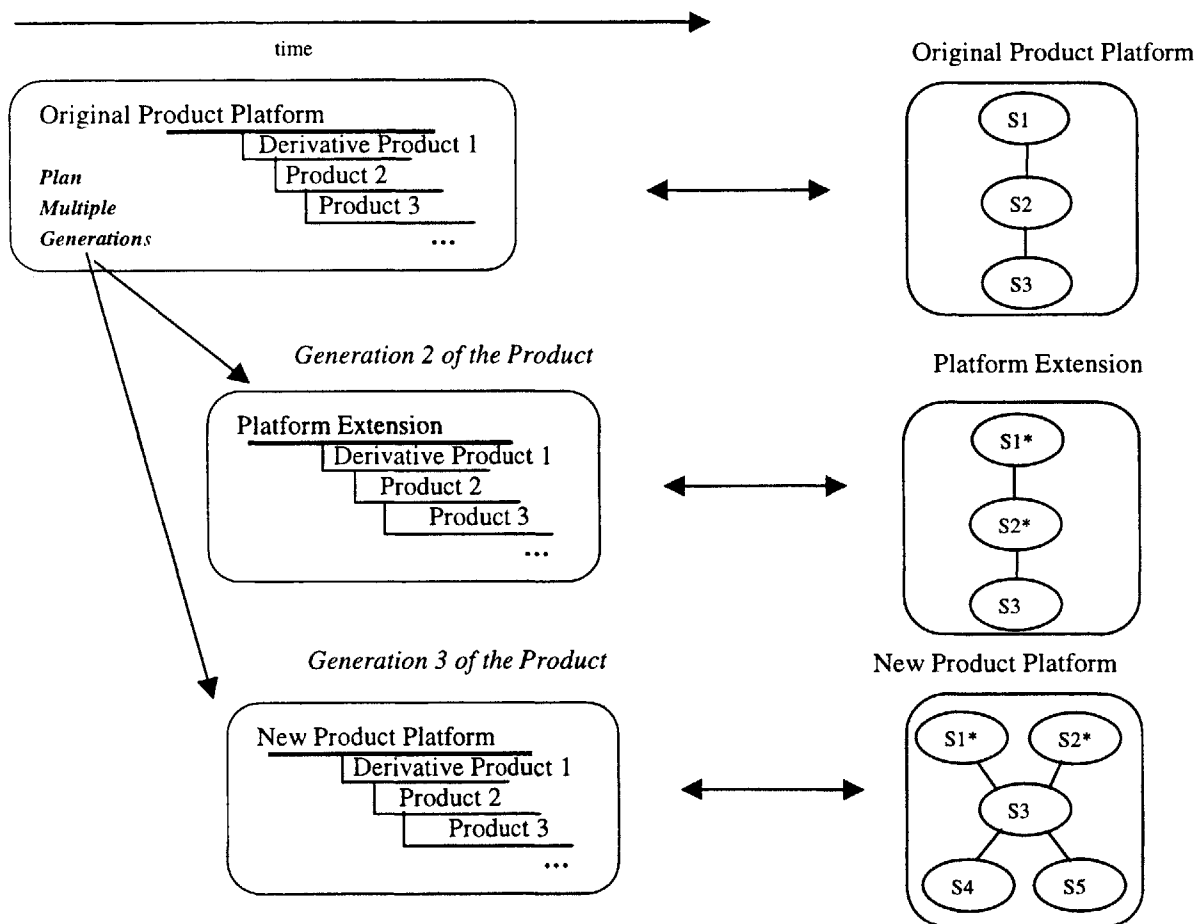 time
Original Product Platform
Original Product Platform
Derivative Product 1
Product 2
Product 3
...
Plan
Multiple
Generations
S1
S2
S3
Generation 2 of the Product
Platform Extension
Platform Extension
Derivative Product 1
Product 2
Product 3
...
S1*
S2*
S3
Generation 3 of the Product
New Product Platform
New Product Platform
Derivative Product 1
Product 2
Product 3
...
S1* S2*
S3
S4 S5